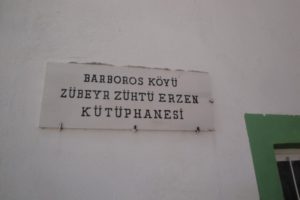 BARBOROS KÖYÜ
ZÜBEYR ZÜHTÜ ERZEN
KÜTÜPHANESİ